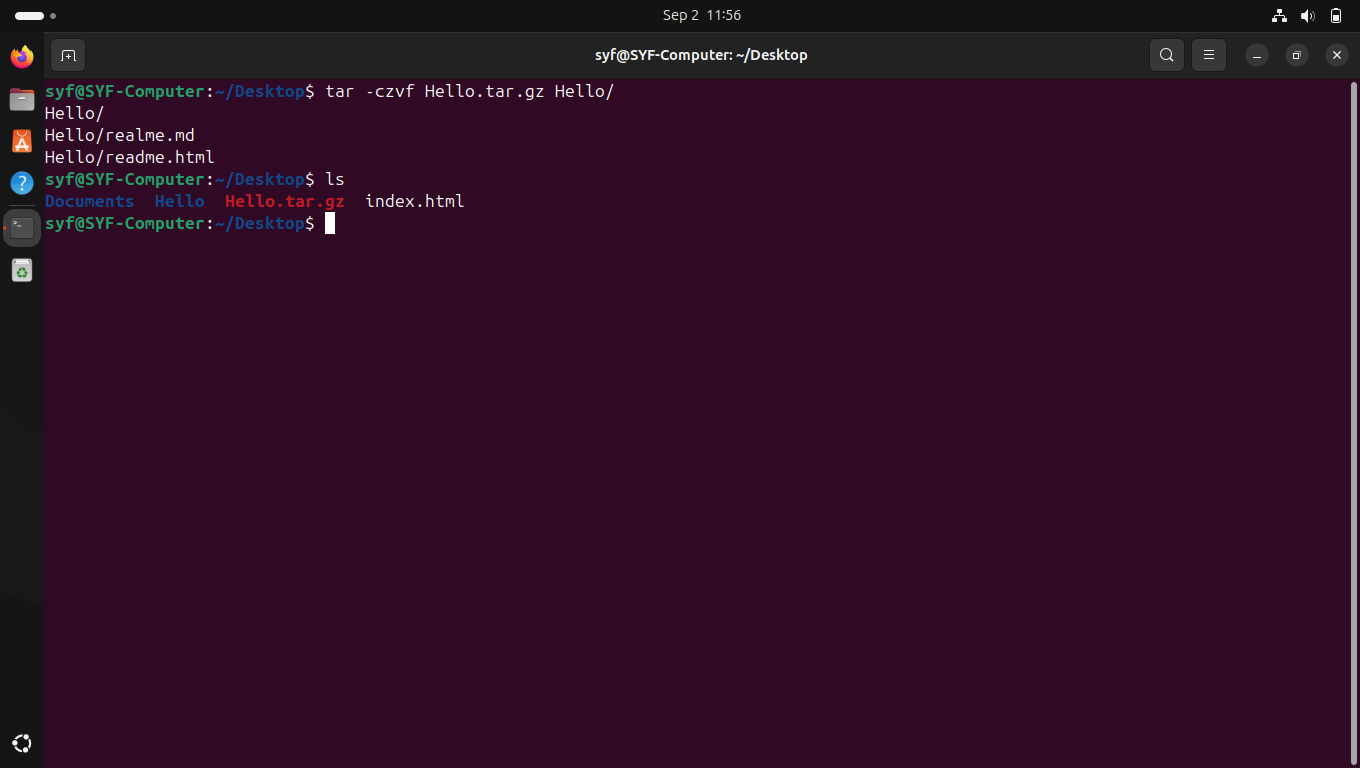 Sep 2 11:56
syf@SYF-Computer: ~/Desktop
syf@SYF-Computer:~/Desktop$ tar -czvf Hello.tar.gz Hello/
Hello/
Hello/realme.md
Hello/readme.html
syf@SYF-Computer:~/Desktop$ ls
Documents  Hello  Hello.tar.gz  index.html
syf@SYF-Computer:~/Desktop$